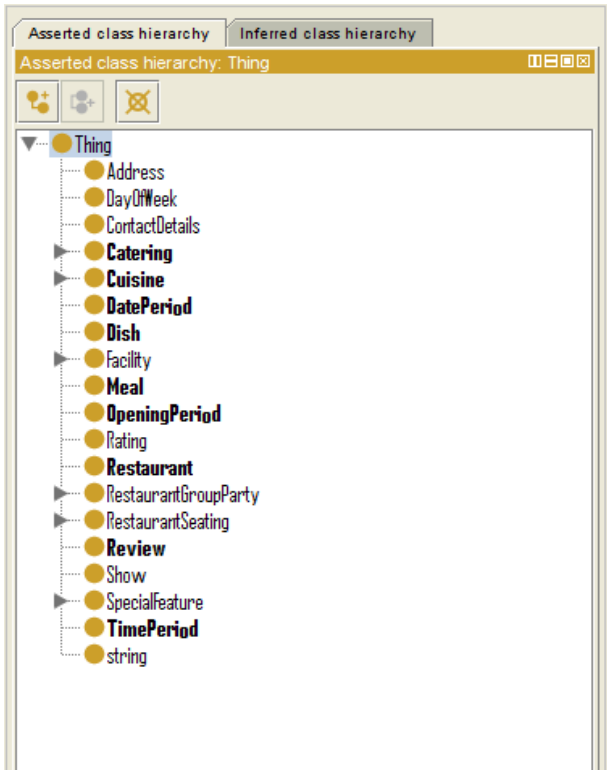 Asserted class hierarchy Inferred class hierarchy
Asserted class hierarchy: Thing
Thing
Address
DayOfWeek
ContactDetails
Catering
Cuisine
DatePeriod
Dish
Facility
Meal
OpeningPeriod
Rating
Restaurant
RestaurantGroupParty
RestaurantSeating
Review
Show
SpecialFeature
TimePeriod
string